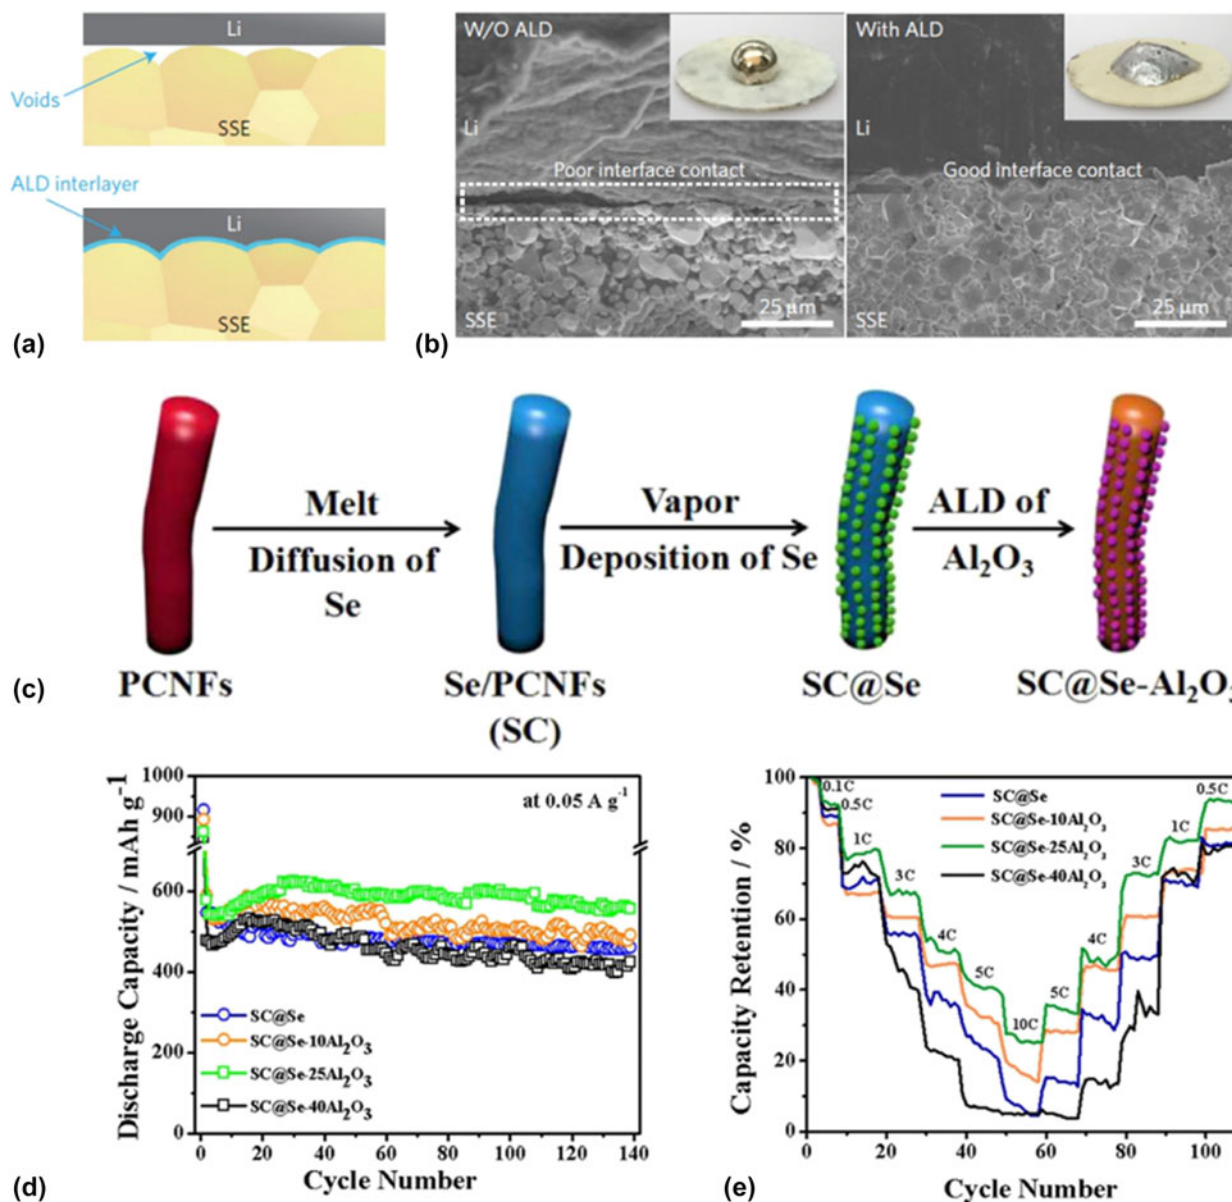 Li
Voids
SSE
ALD interlayer
Li
SSE
(a)
W/O ALD
Li
Poor interface contact
25 μm
SSE
With ALD
Li
Good interface contact
25 μm
SSE
(b)
Melt
Diffusion of
Se
Vapor
Deposition of Se
ALD of
Al₂O₃
PCNFs
Se/PCNFs
(SC)
SC@Se
SC@Se-Al₂O₃
(c)
1000
900
600
400
200
0
Discharge Capacity / mAh g⁻¹
at 0.05 A g⁻¹
SC@Se
SC@Se-10Al₂O₃
SC@Se-25Al₂O₃
SC@Se-40Al₂O₃
0 20 40 60 80 100 120 140
Cycle Number
(d)
100
80
60
40
20
0
Capacity Retention / %
0.1C
0.5C
1C
3C
4C
5C
10C
5C
4C
3C
1C
0.5C
SC@Se
SC@Se-10Al₂O₃
SC@Se-25Al₂O₃
SC@Se-40Al₂O₃
0 20 40 60 80 100
Cycle Number
(e)